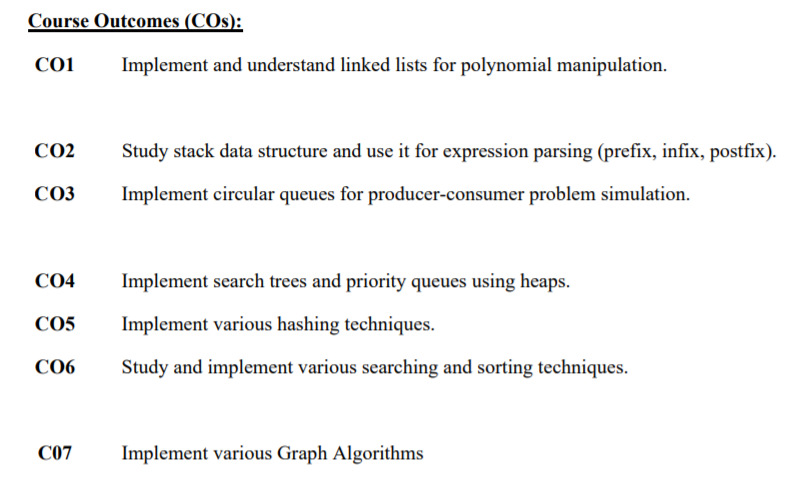 Course Outcomes (COs):
CO1 Implement and understand linked lists for polynomial manipulation.
CO2 Study stack data structure and use it for expression parsing (prefix, infix, postfix).
CO3 Implement circular queues for producer-consumer problem simulation.
CO4 Implement search trees and priority queues using heaps.
CO5 Implement various hashing techniques.
CO6 Study and implement various searching and sorting techniques.
C07 Implement various Graph Algorithms